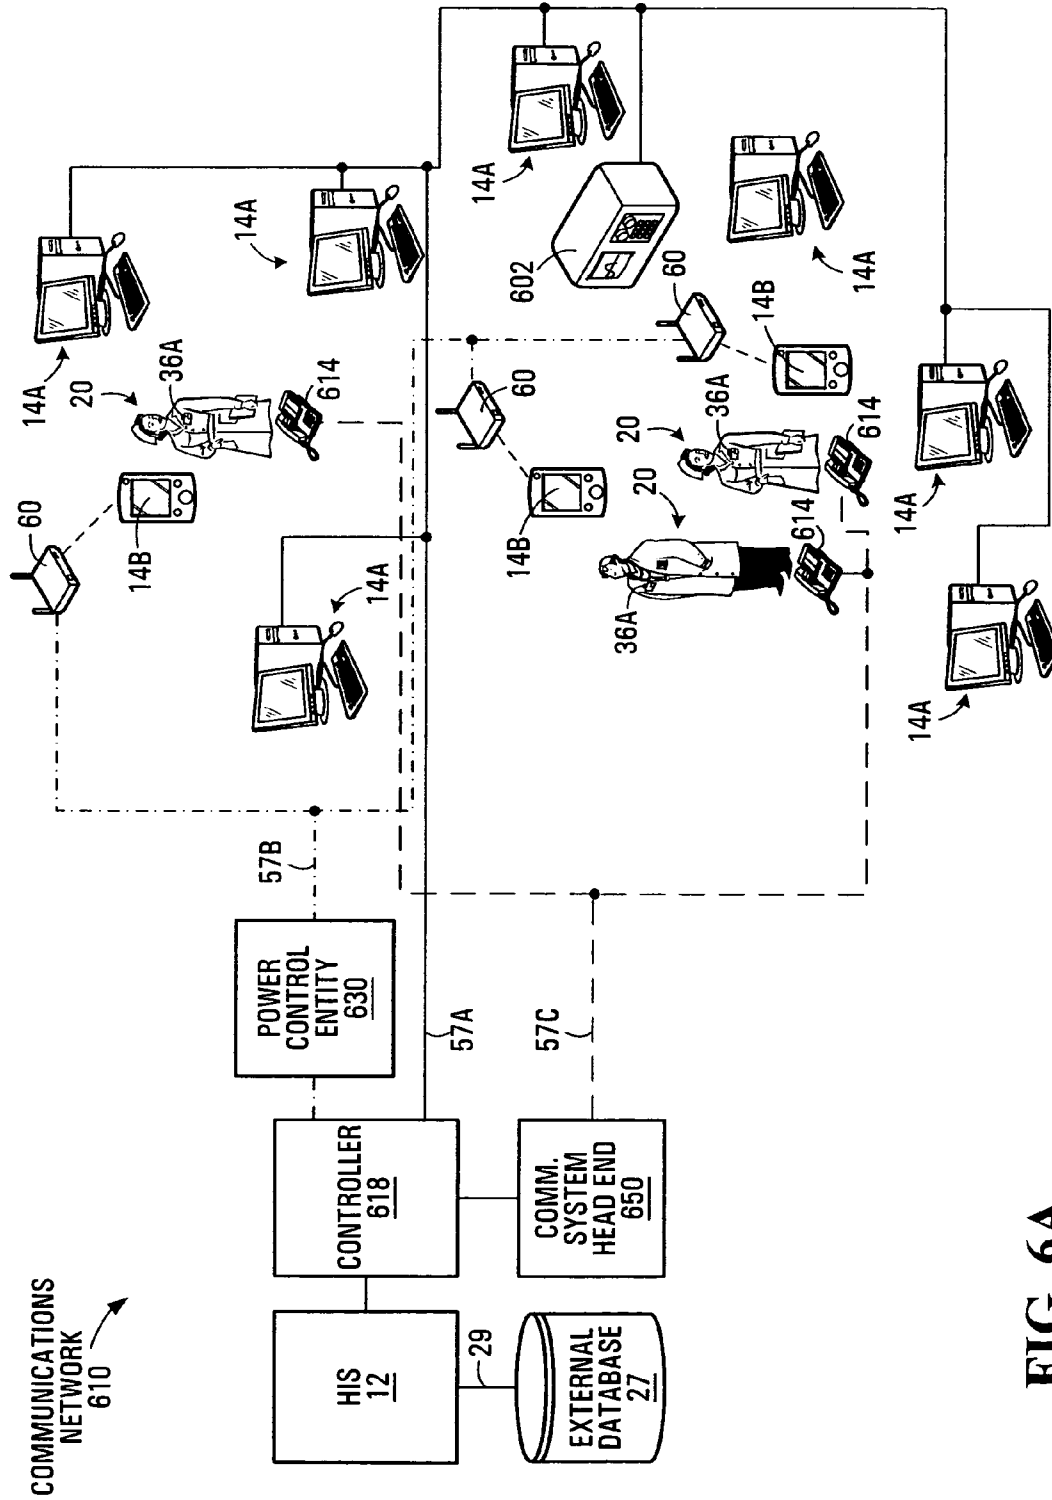 COMMUNICATIONS
NETWORK
610
HIS
12
29
EXTERNAL
DATABASE
27
CONTROLLER
618
COMM.
SYSTEM
HEAD END
650
POWER
CONTROL
ENTITY
630
57B
57A
57C
60
14B
14A
14A
20
36A
614
14A
60
14B
36A
20
614
20
36A
614
14A
602
60
14B
14A
14A
14A
FIG. 6A